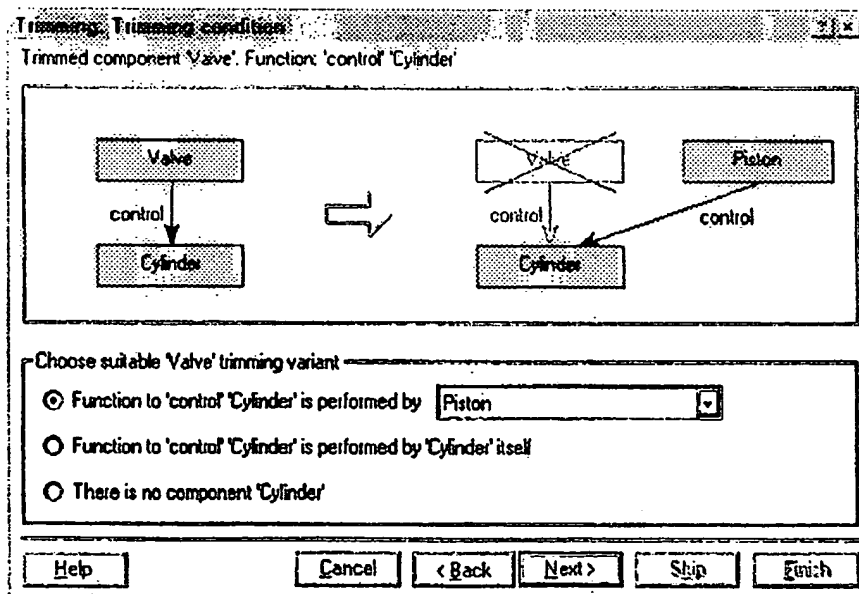 Trimming. Trimming condition
Trimmed component 'Valve'. Function: 'control' 'Cylinder'
Valve
control
Cylinder
Valve
control
Cylinder
Piston
control
Choose suitable 'Valve' trimming variant
Function to 'control' 'Cylinder' is performed by Piston
Function to 'control' 'Cylinder' is performed by 'Cylinder' itself
There is no component 'Cylinder'
Help Cancel < Back Next > Skip Finish